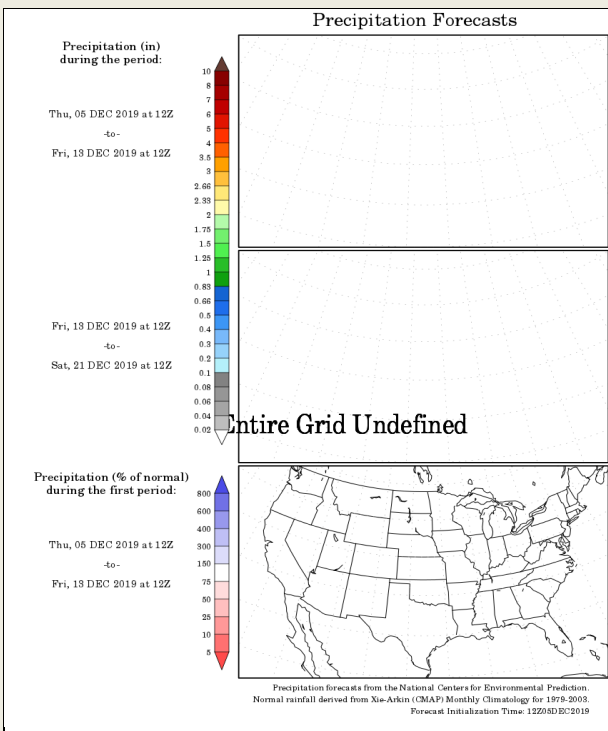 Precipitation Forecasts
Precipitation (in)
during the period:
Thu, 05 DEC 2019 at 12Z
-to-
Fri, 13 DEC 2019 at 12Z
10
8
7
6
5
4
3.5
3
2.66
2.33
2
1.75
1.5
1.25
1
0.83
0.66
0.5
0.4
0.3
0.2
0.1
0.08
0.06
0.04
0.02
Fri, 13 DEC 2019 at 12Z
-to-
Sat, 21 DEC 2019 at 12Z
Entire Grid Undefined
Precipitation (% of normal)
during the first period:
Thu, 05 DEC 2019 at 12Z
-to-
Fri, 13 DEC 2019 at 12Z
800
600
400
300
150
75
50
25
10
5
Precipitation forecasts from the National Centers for Environmental Prediction.
Normal rainfall derived from Xie-Arkin (CMAP) Monthly Climatology for 1979-2003.
Forecast Initialization Time: 12Z05DEC2019